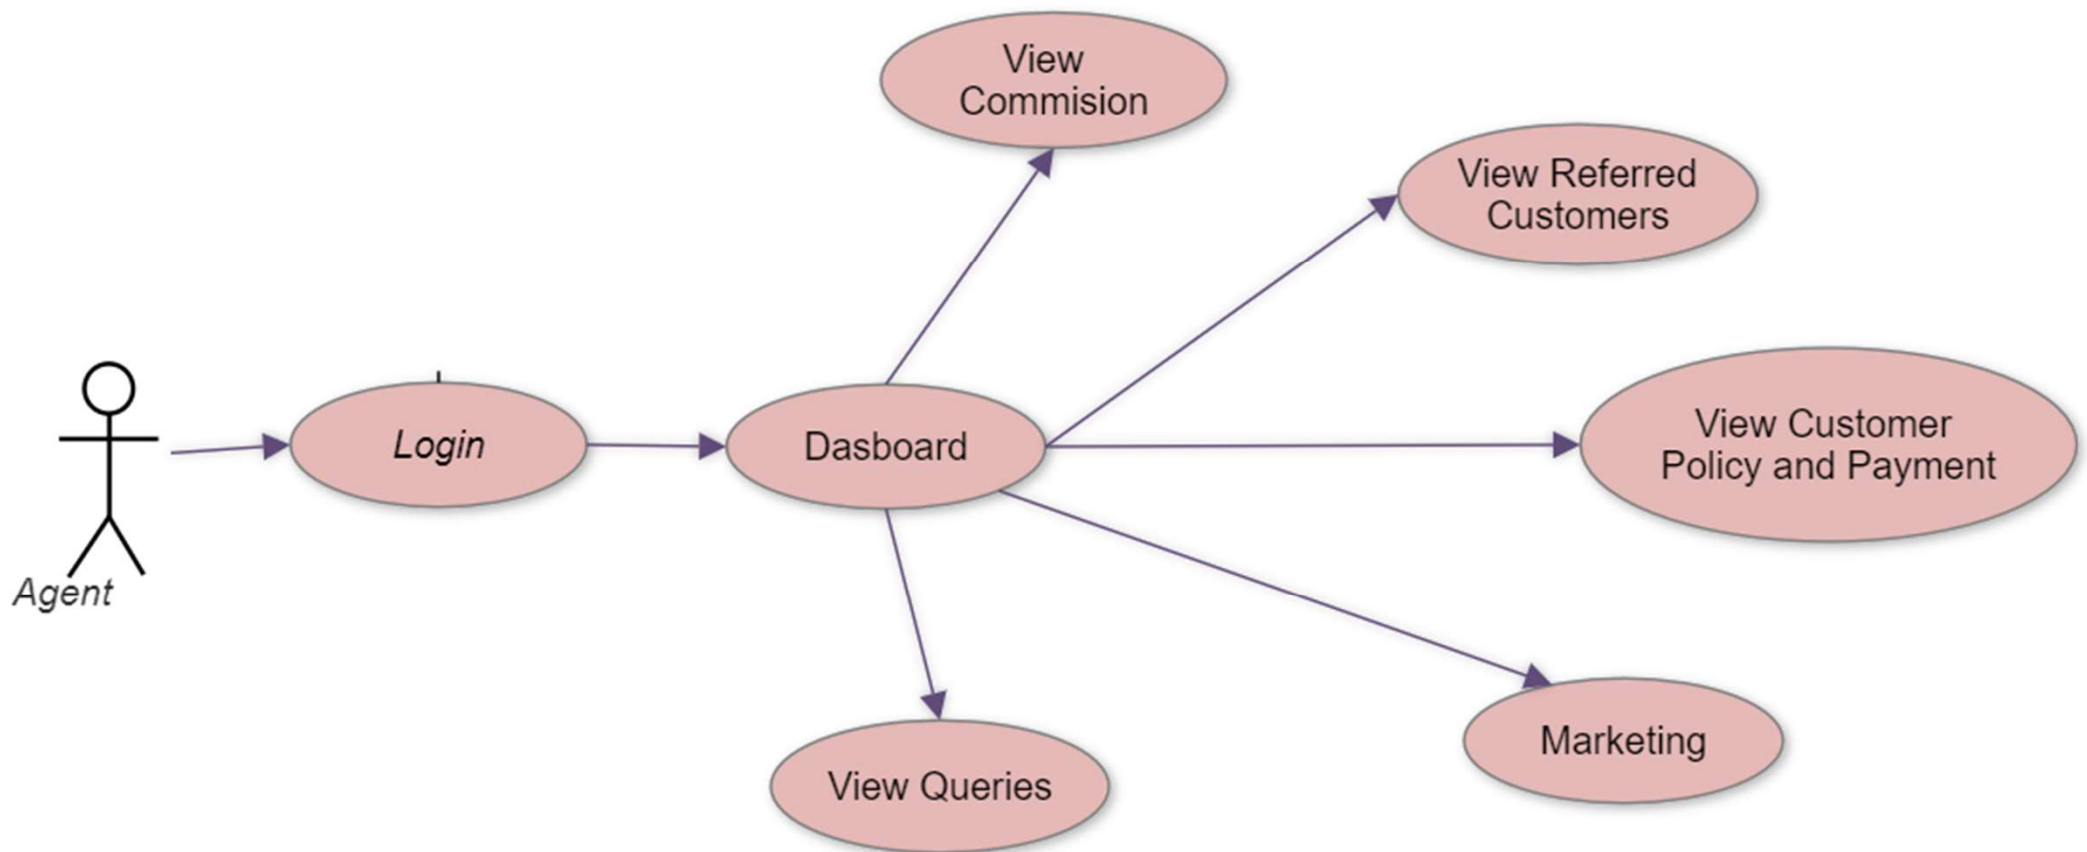 View
Commision
View Referred
Customers
View Customer
Policy and Payment
Login
Dasboard
Agent
Marketing
View Queries